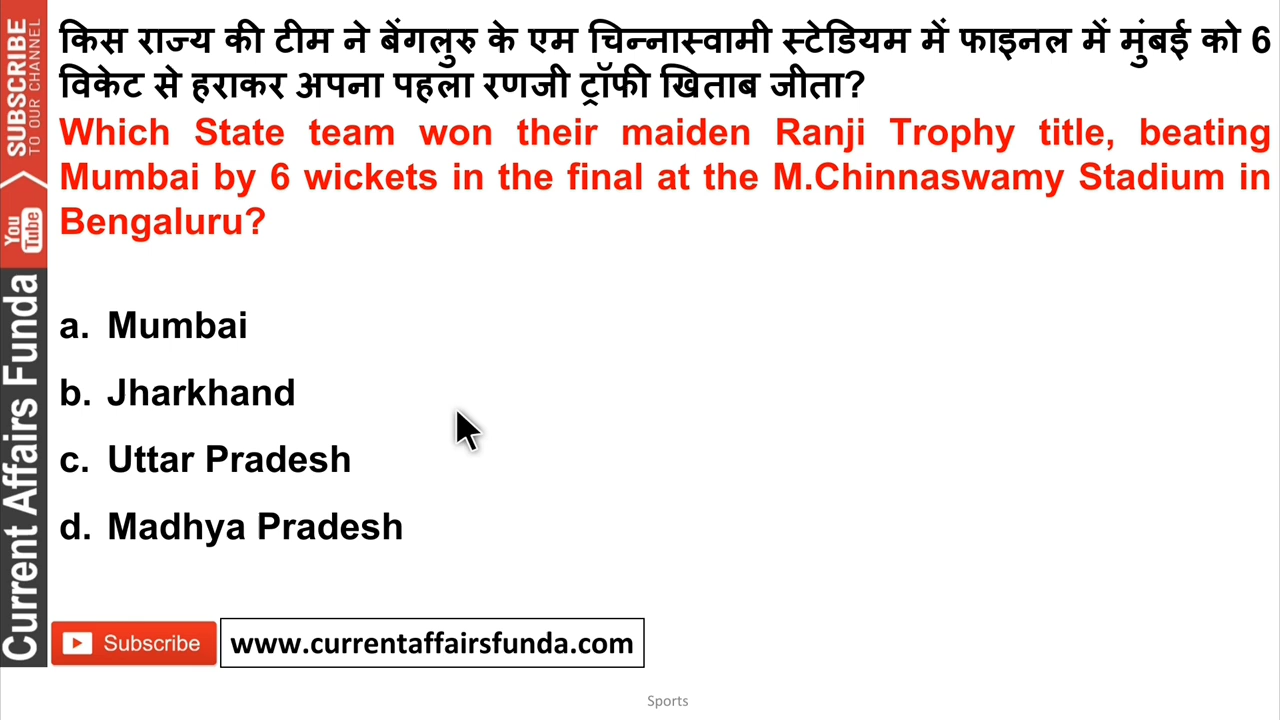 किस राज्य की टीम ने बेंगलुरु के एम चिन्नास्वामी स्टेडियम में फाइनल में मुंबई को 6
विकेट से हराकर अपना पहला रणजी ट्रॉफी खिताब जीता?
Which State team won their maiden Ranji Trophy title, beating
Mumbai by 6 wickets in the final at the M.Chinnaswamy Stadium in
Bengaluru?
a. Mumbai
b. Jharkhand
c. Uttar Pradesh
d. Madhya Pradesh
SUBSCRIBE
TO OUR CHANNEL
You
Tube
Current Affairs Funda
Subscribe
www.currentaffairsfunda.com
Sports